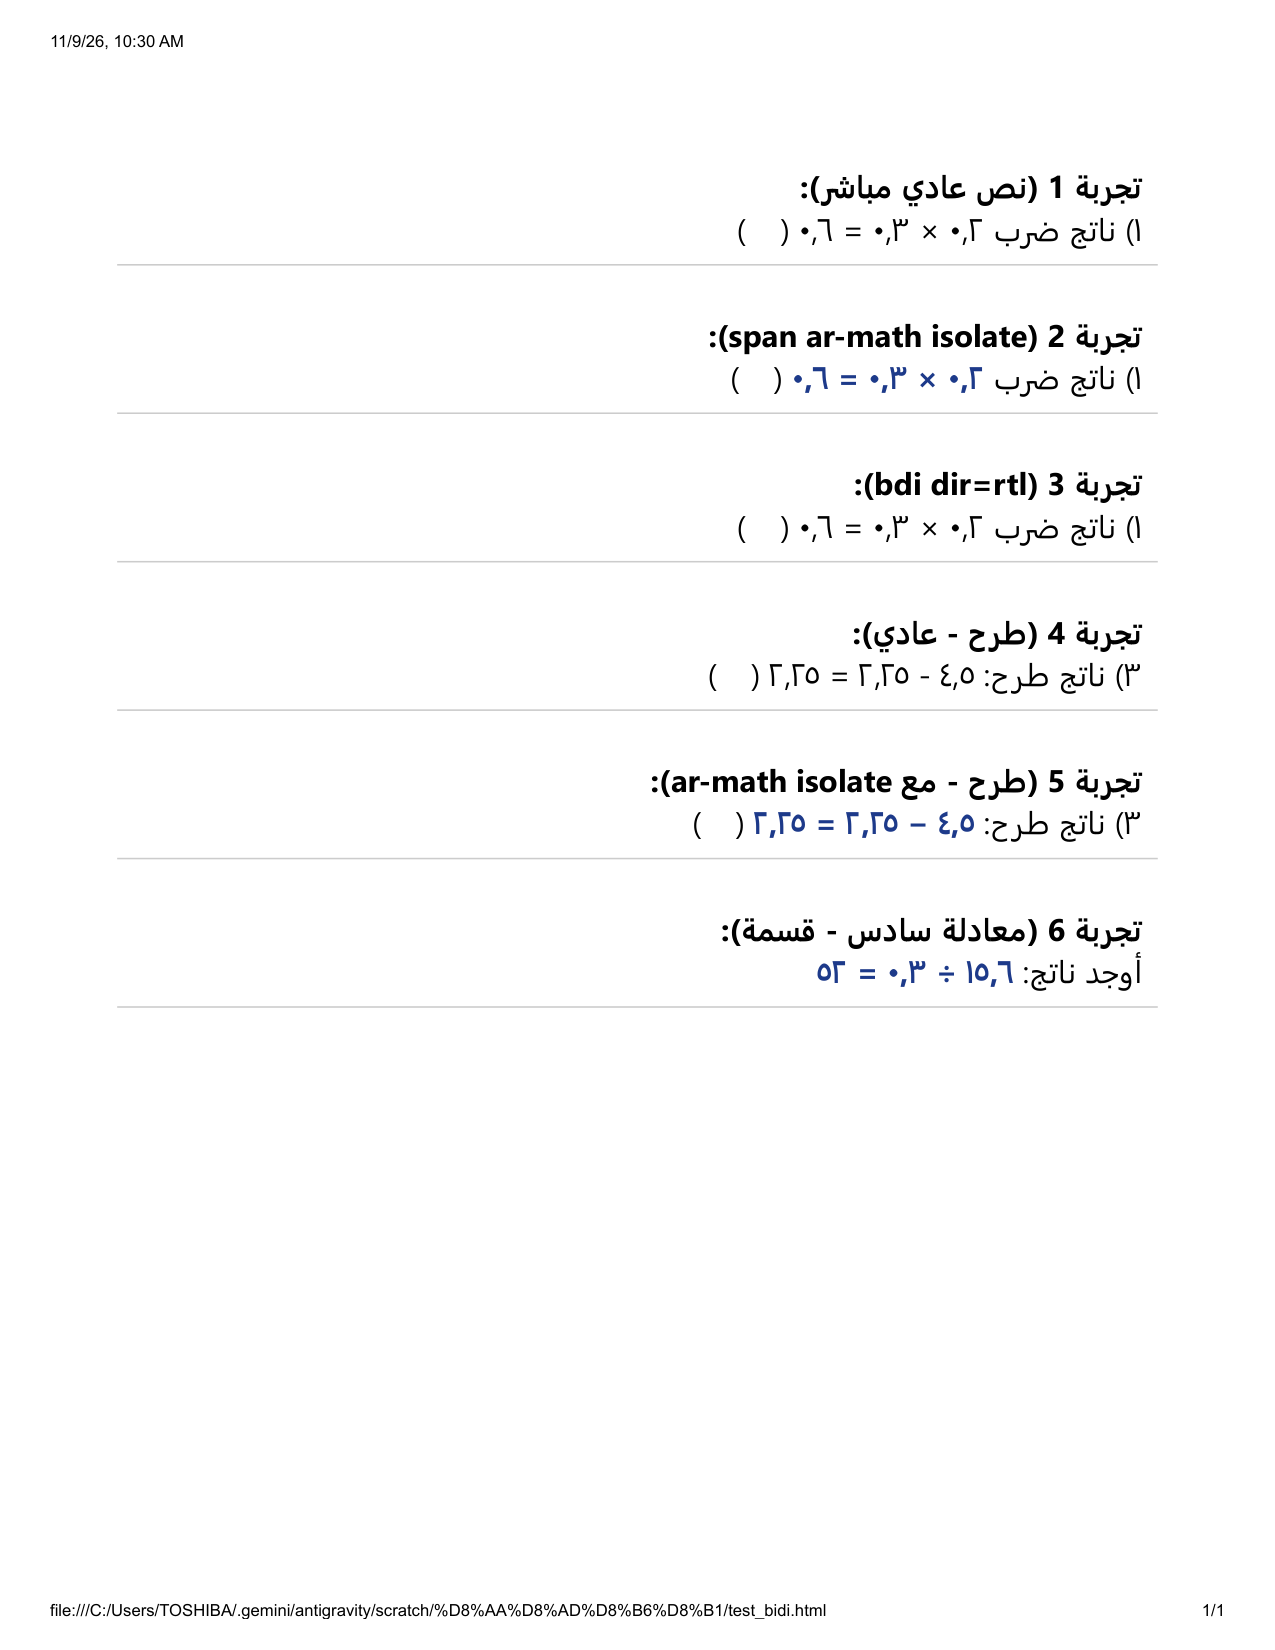 11/9/26, 10:30 AM
تجربة 1 (نص عادي مباشر):
١) ناتج ضرب ٠,٢ × ٠,٣ = ٠,٦ (   )
تجربة 2 (span ar-math isolate):
١) ناتج ضرب ٠,٢ × ٠,٣ = ٠,٦ (   )
تجربة 3 (bdi dir=rtl):
١) ناتج ضرب ٠,٢ × ٠,٣ = ٠,٦ (   )
تجربة 4 (طرح - عادي):
٣) ناتج طرح: ٤,٥ - ٢,٢٥ = ٢,٢٥ (   )
تجربة 5 (طرح - مع ar-math isolate):
٣) ناتج طرح: ٤,٥ − ٢,٢٥ = ٢,٢٥ (   )
تجربة 6 (معادلة سادس - قسمة):
أوجد ناتج: ١٥,٦ ÷ ٠,٣ = ٥٢
file:///C:/Users/TOSHIBA/.gemini/antigravity/scratch/%D8%AA%D8%AD%D8%B6%D8%B1/test_bidi.html 1/1